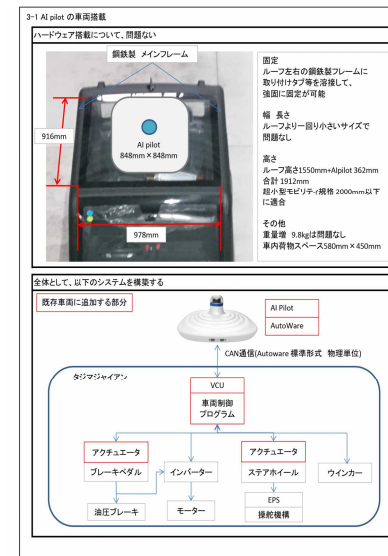 3-1 AI pilot の車両搭載
ハードウェア搭載について、問題ない
鋼鉄製 メインフレーム
916mm
AI pilot
848mm×848mm
978mm
固定
ルーフ左右の鋼鉄製フレームに
取り付けタブ等を溶接して、
強固に固定が可能
幅 長さ
ルーフより一回り小さいサイズで
問題なし
高さ
ルーフ高さ1550mm+AIpilot 362mm
合計 1912mm
超小型モビリティ規格 2000mm以下
に適合
その他
重量増 9.8kgは問題なし
車内荷物スペース580mm×450mm
全体として、以下のシステムを構築する
既存車両に追加する部分
AI Pilot
AutoWare
CAN通信(Autoware 標準形式 物理単位)
タジマジャイアン
VCU
車両制御
プログラム
アクチュエータ
ブレーキペダル
インバーター
アクチュエータ
ステアホイール
ウインカー
油圧ブレーキ
モーター
EPS
操舵機構